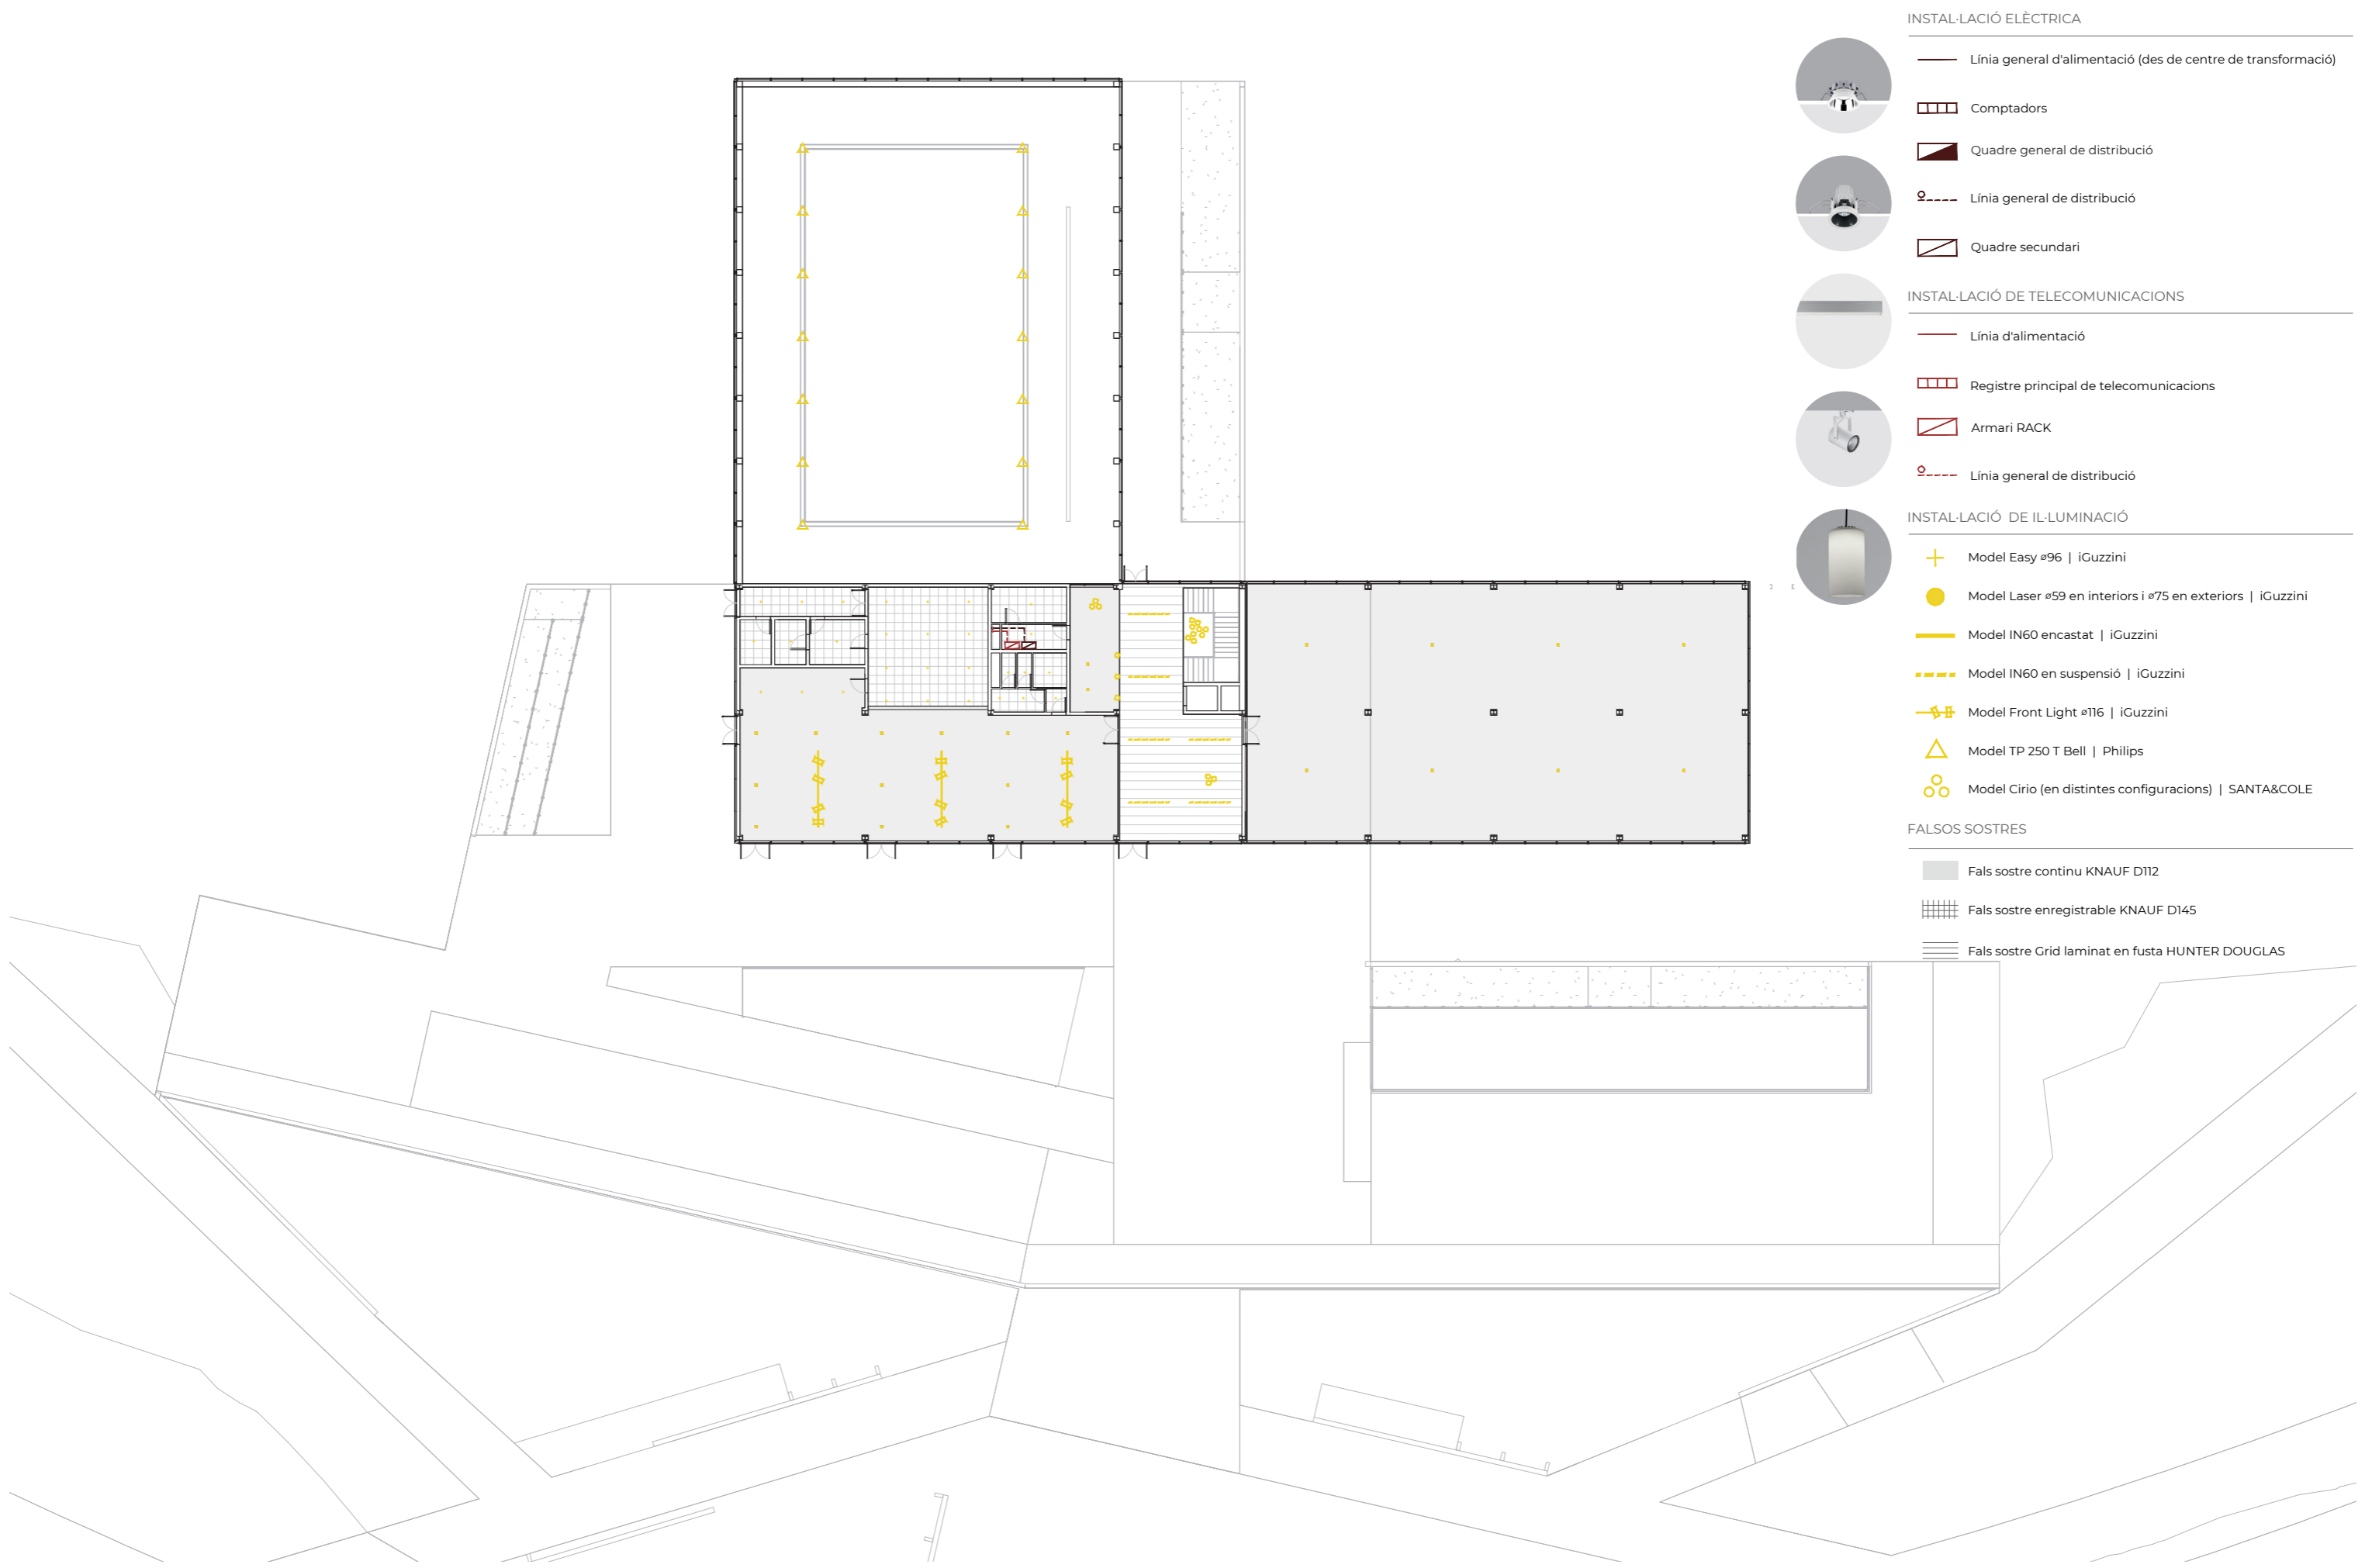 INSTAL·LACIÓ ELÈCTRICA
Línia general d'alimentació (des de centre de transformació)
Comptadors
Quadre general de distribució
Línia general de distribució
Quadre secundari
INSTAL·LACIÓ DE TELECOMUNICACIONS
Línia d'alimentació
Registre principal de telecomunicacions
Armari RACK
Línia general de distribució
INSTAL·LACIÓ DE IL·LUMINACIÓ
Model Easy ø96 | iGuzzini
Model Laser ø59 en interiors i ø75 en exteriors | iGuzzini
Model IN60 encastat | iGuzzini
Model IN60 en suspensió | iGuzzini
Model Front Light ø116 | iGuzzini
Model TP 250 T Bell | Philips
Model Cirio (en distintes configuracions) | SANTA&COLE
FALSOS SOSTRES
Fals sostre continu KNAUF D112
Fals sostre enregistrable KNAUF D145
Fals sostre Grid laminat en fusta HUNTER DOUGLAS